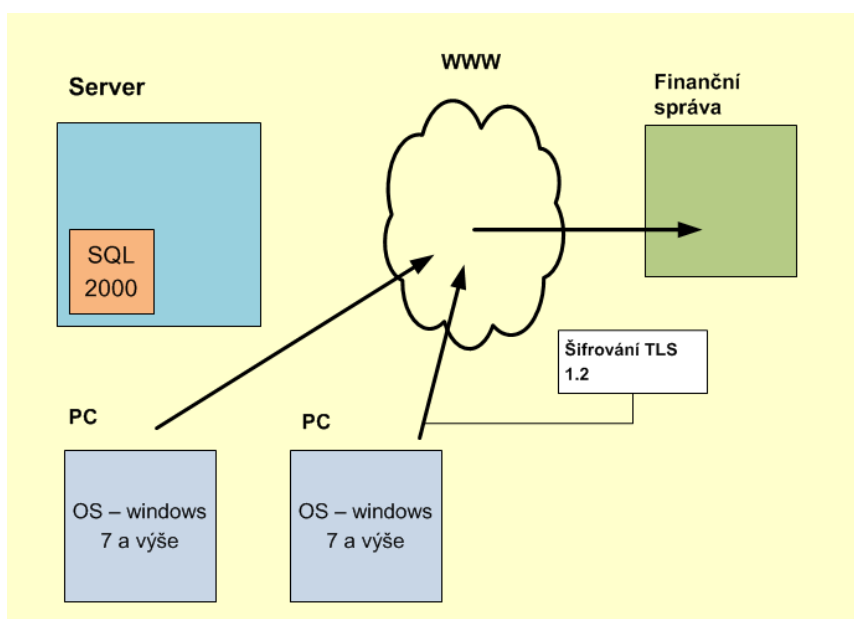 WWW
Server
Finanční
správa
SQL
2000
Šifrování TLS
1.2
PC
PC
OS – windows
7 a výše
OS – windows
7 a výše